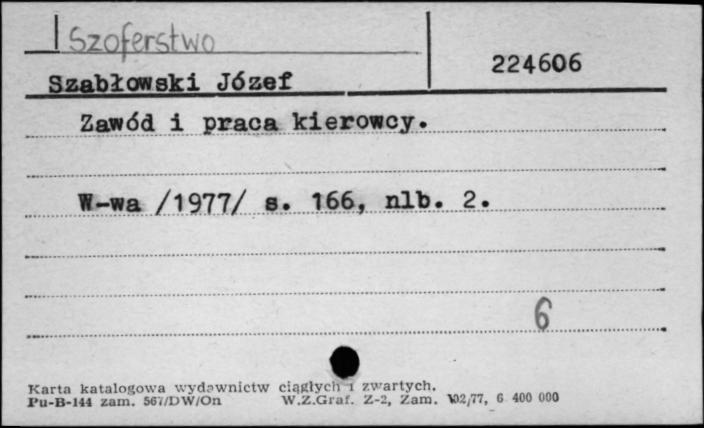 Szoferstwo
224606
Szabłowski Józef
Zawód i praca kierowcy.
W-wa /1977/ s. 166, nlb. 2.
6
Karta katalogowa wydawnictw ciągłych i zwartych.
Pu-B-144 zam. 567/DW/On W.Z.Graf. Z-2, Zam. 102/77, 6 400 000